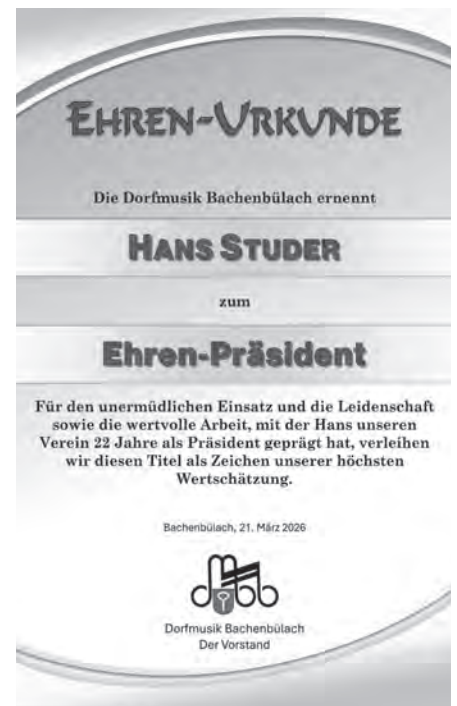 EHREN-URKUNDE
Die Dorfmusik Bachenbülach ernennt
HANS STUDER
zum
Ehren-Präsident
Für den unermüdlichen Einsatz und die Leidenschaft
sowie die wertvolle Arbeit, mit der Hans unseren
Verein 22 Jahre als Präsident geprägt hat, verleihen
wir diesen Titel als Zeichen unserer höchsten
Wertschätzung.
Bachenbülach, 21. März 2026
dmbb
Dorfmusik Bachenbülach
Der Vorstand